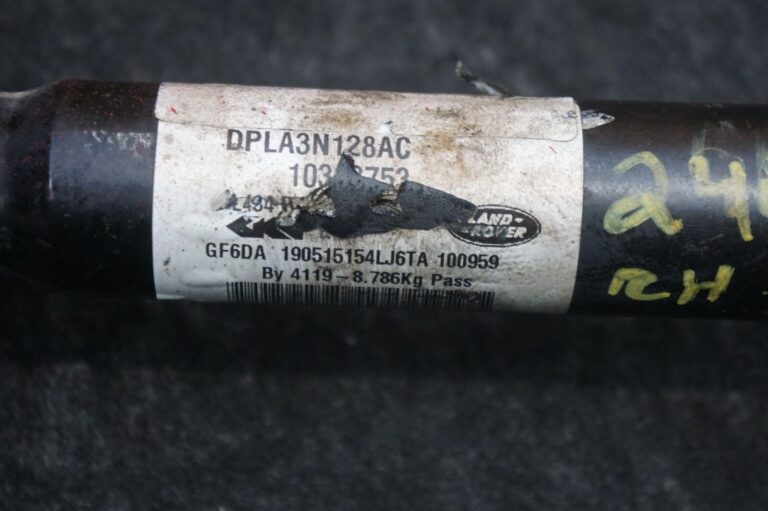 DPLA3N128AC
LAND-
ROVER
GF6DA 190515154LJ6TA 100959
By 4119 - 8.786Kg Pass
RH